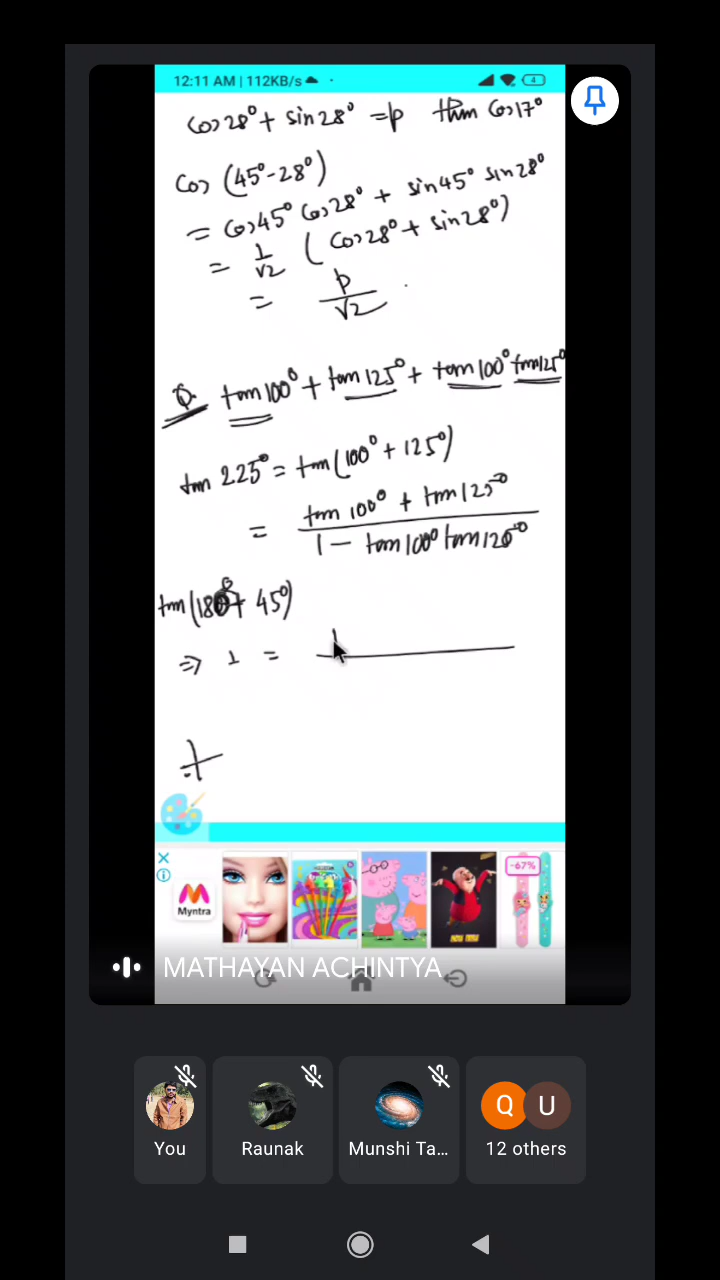 12:11 AM | 112KB/s
4
cos 28° + sin 28° = p then cos 17°
cos (45° - 28°)
= cos 45° cos 28° + sin 45° sin 28°
= 1/√2 (cos 28° + sin 28°)
= p/√2
Q. tan 100° + tan 125° + tan 100° tan 125°
tan 225° = tan (100° + 125°)
= tan 100° + tan 125°
1 - tan 100° tan 125°
tan (180° + 45°)
⇒ 1 =
Myntra
-67%
MATHAYAN ACHINTYA
You
Raunak
Munshi Ta...
Q U
12 others